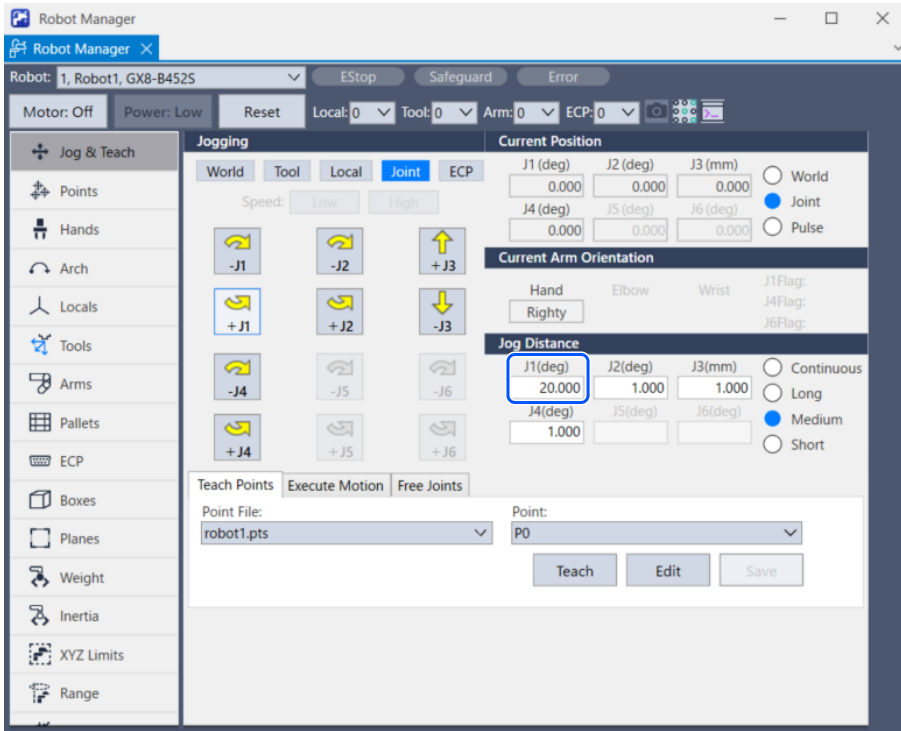 Robot Manager
Robot Manager
Robot: 1, Robot1, GX8-B452S EStop Safeguard Error
Motor: Off Power: Low Reset Local: 0 Tool: 0 Arm: 0 ECP: 0
Jog & Teach
Points
Hands
Arch
Locals
Tools
Arms
Pallets
ECP
Boxes
Planes
Weight
Inertia
XYZ Limits
Range
Jogging
World Tool Local Joint ECP
Speed: Low High
-J1 -J2 +J3
+J1 +J2 -J3
-J4 -J5 -J6
+J4 +J5 +J6
Current Position
J1 (deg) J2 (deg) J3 (mm)
0.000 0.000 0.000
J4 (deg) J5 (deg) J6 (deg)
0.000 0.000 0.000
World
Joint
Pulse
Current Arm Orientation
Hand Elbow Wrist
Righty
J1Flag:
J4Flag:
J6Flag:
Jog Distance
J1(deg) J2(deg) J3(mm)
20.000 1.000 1.000
J4(deg) J5(deg) J6(deg)
1.000
Continuous
Long
Medium
Short
Teach Points Execute Motion Free Joints
Point File: Point:
robot1.pts P0
Teach Edit Save